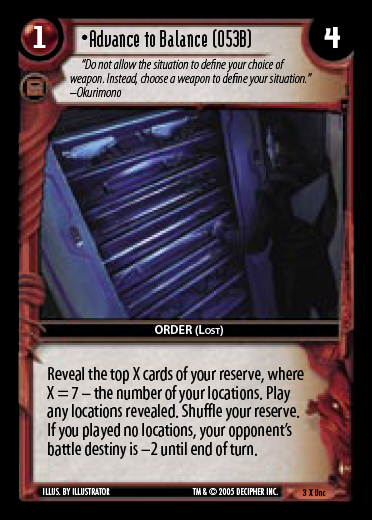 1
•Advance to Balance (053B)
4
"Do not allow the situation to define your choice of
weapon. Instead, choose a weapon to define your situation."
–Okurimono
ORDER (LOST)
Reveal the top X cards of your reserve, where
X = 7 – the number of your locations. Play
any locations revealed. Shuffle your reserve.
If you played no locations, your opponent's
battle destiny is –2 until end of turn.
ILLUS. BY ILLUSTRATOR
TM & © 2005 DECIPHER INC.
3 X Unc